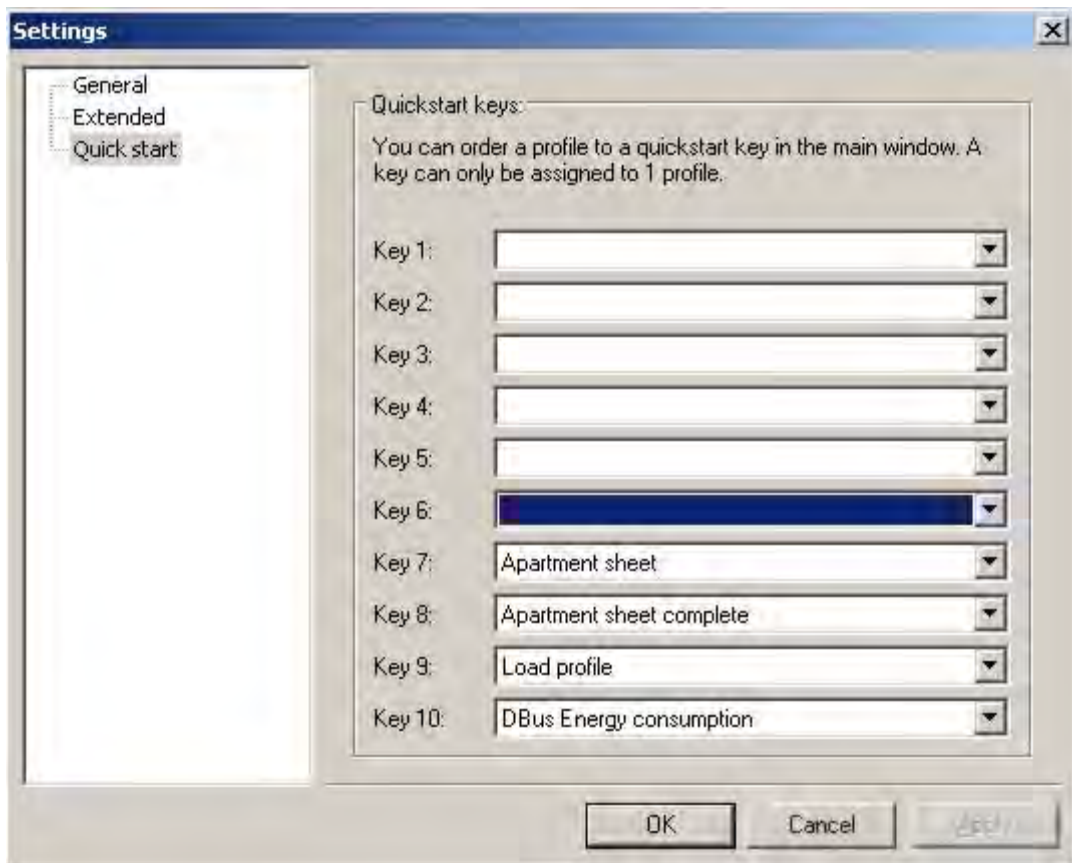 Settings
General
Extended
Quick start
Quickstart keys:
You can order a profile to a quickstart key in the main window. A
key can only be assigned to 1 profile.
Key 1:
Key 2:
Key 3:
Key 4:
Key 5:
Key 6:
Key 7: Apartment sheet
Key 8: Apartment sheet complete
Key 9: Load profile
Key 10: DBus Energy consumption
OK Cancel Apply